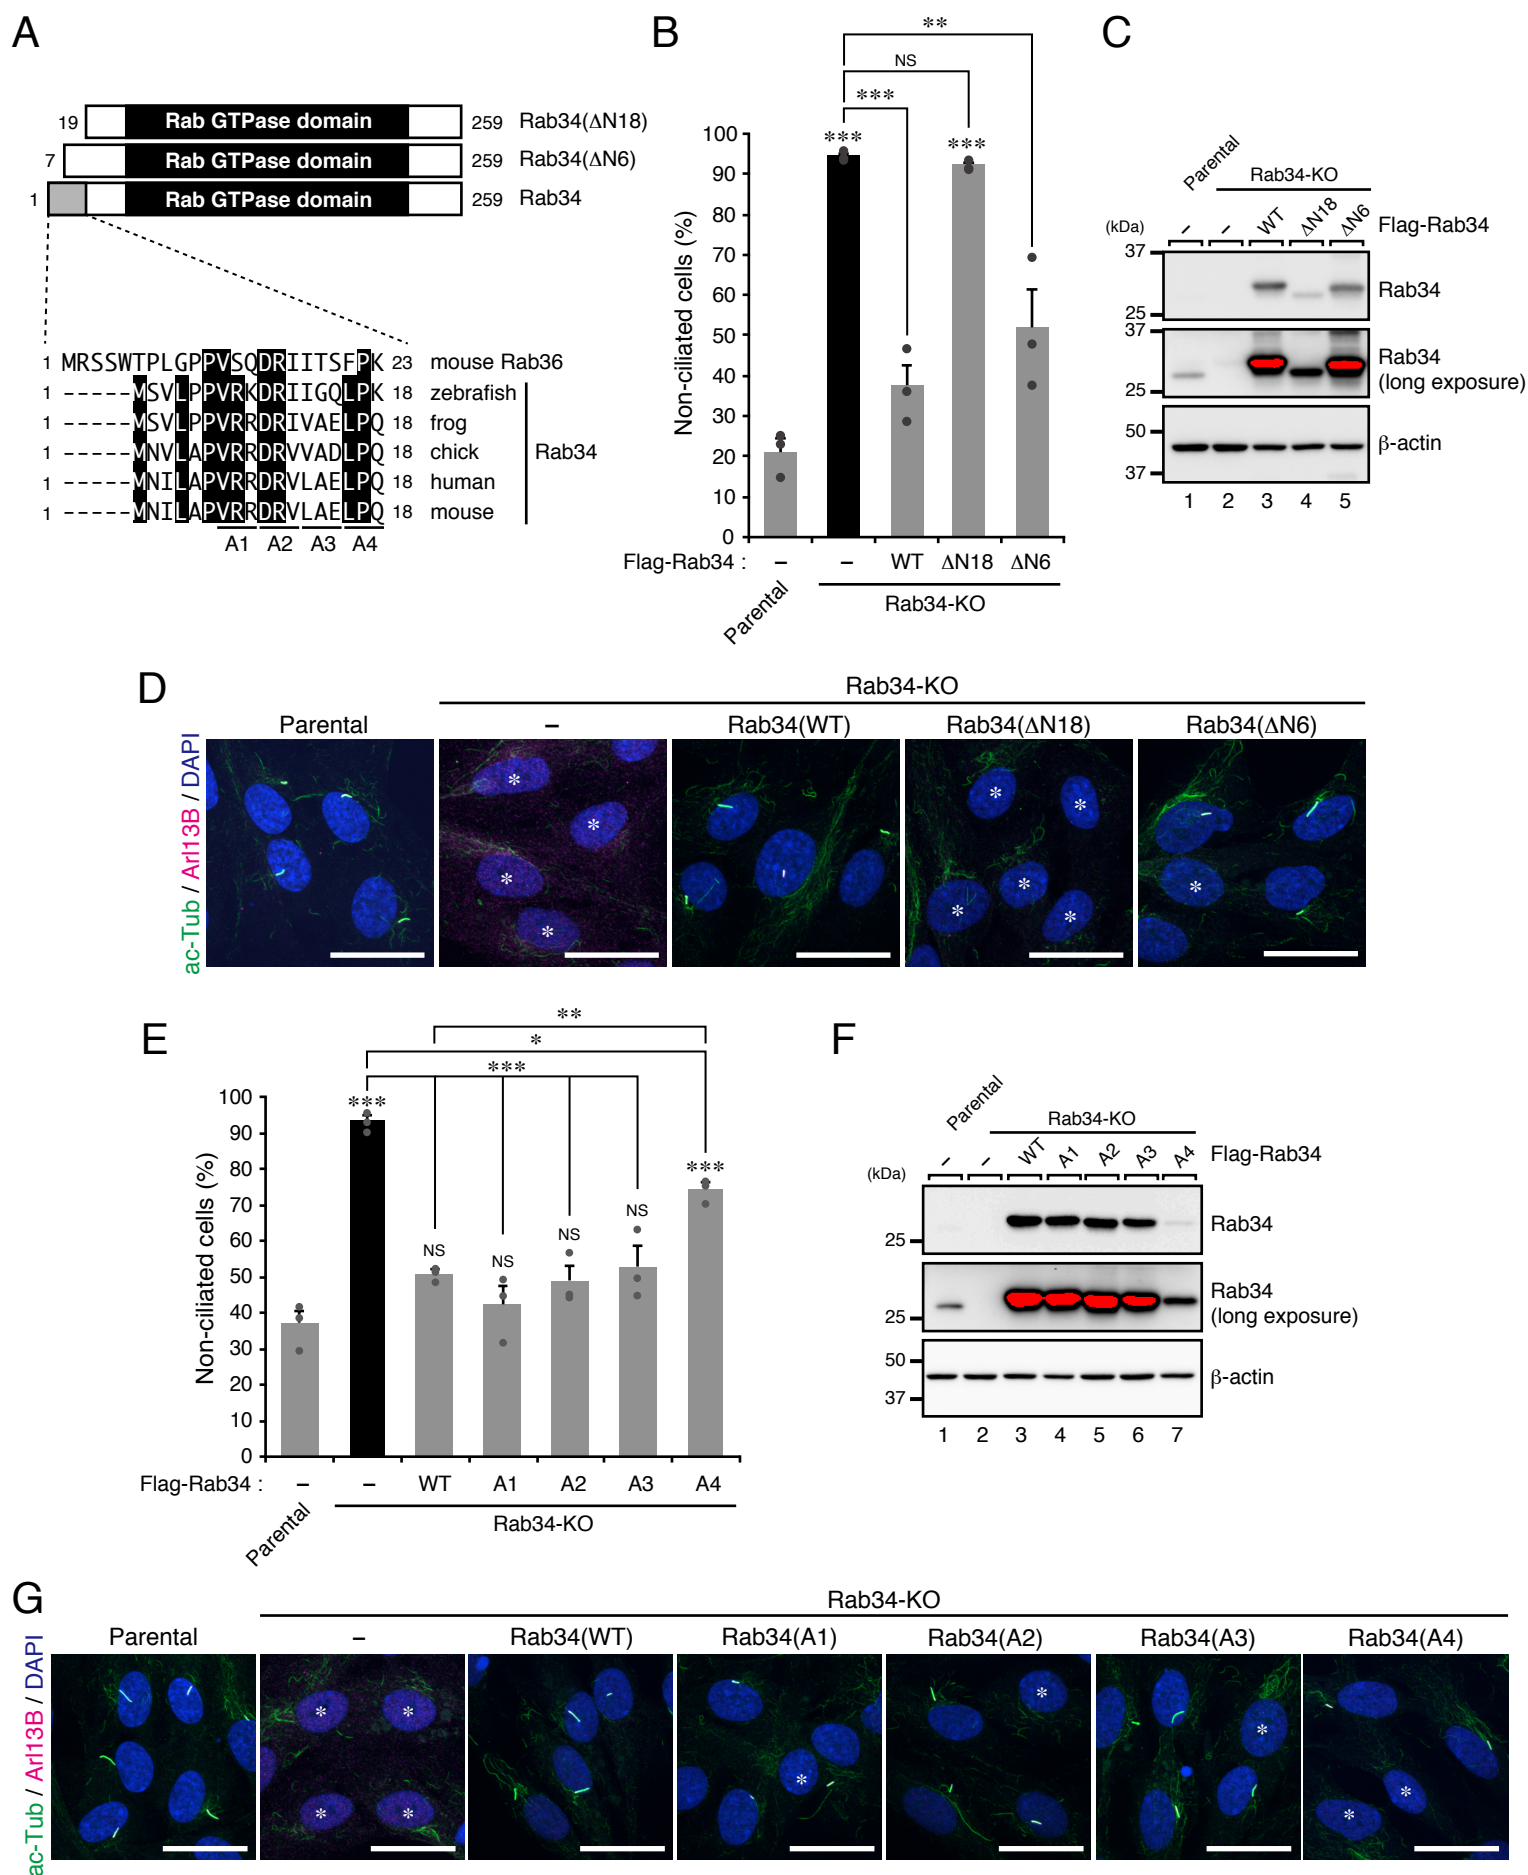 A
19 Rab GTPase domain 259 Rab34(ΔN18)
7 Rab GTPase domain 259 Rab34(ΔN6)
1 Rab GTPase domain 259 Rab34
1 MRSSWTPLGPPVSQDRIITSFPK 23 mouse Rab36
1 -----MSVLPPVRKDRIIGQLPK 18 zebrafish
1 -----MSVLPPVRRDRIVAELPQ 18 frog
1 -----MNVLAPVRRDRVVADLPQ 18 chick
1 -----MNILAPVRRDRVLAELPQ 18 human
1 -----MNILAPVRRDRVLAELPQ 18 mouse
Rab34
A1 A2 A3 A4
B
**
NS
***
*** ***
Non-ciliated cells (%)
100
90
80
70
60
50
40
30
20
10
0
Flag-Rab34 : – – WT ΔN18 ΔN6
Parental
Rab34-KO
C
Parental
Rab34-KO
(kDa) – – WT ΔN18 ΔN6 Flag-Rab34
37
Rab34
25
37
Rab34
(long exposure)
25
50
β-actin
37
1 2 3 4 5
D
Rab34-KO
Parental – Rab34(WT) Rab34(ΔN18) Rab34(ΔN6)
ac-Tub / Arl13B / DAPI
* * * *
* * * * *
*
E
**
*
***
*** ***
NS NS NS NS
Non-ciliated cells (%)
100
90
80
70
60
50
40
30
20
10
0
Flag-Rab34 : – – WT A1 A2 A3 A4
Parental
Rab34-KO
F
Parental
Rab34-KO
(kDa) – – WT A1 A2 A3 A4 Flag-Rab34
Rab34
25
Rab34
(long exposure)
25
50
β-actin
37
1 2 3 4 5 6 7
G
Rab34-KO
Parental – Rab34(WT) Rab34(A1) Rab34(A2) Rab34(A3) Rab34(A4)
ac-Tub / Arl13B / DAPI
* * * *
* * * * *